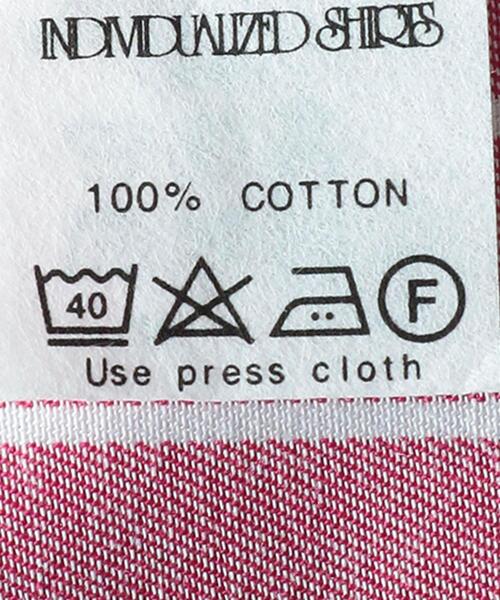 INDIVIDUALIZED SHIRTS
100% COTTON
40 F
Use press cloth